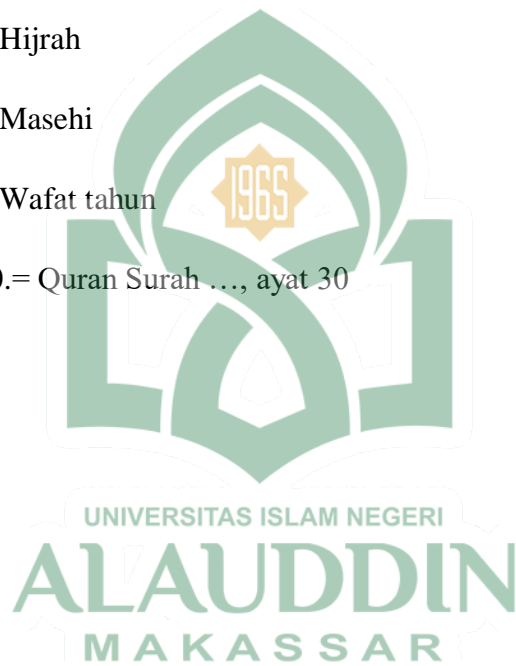 Hijrah
Masehi
Wafat tahun
1965
).= Quran Surah …, ayat 30
UNIVERSITAS ISLAM NEGERI
ALAUDDIN
MAKASSAR